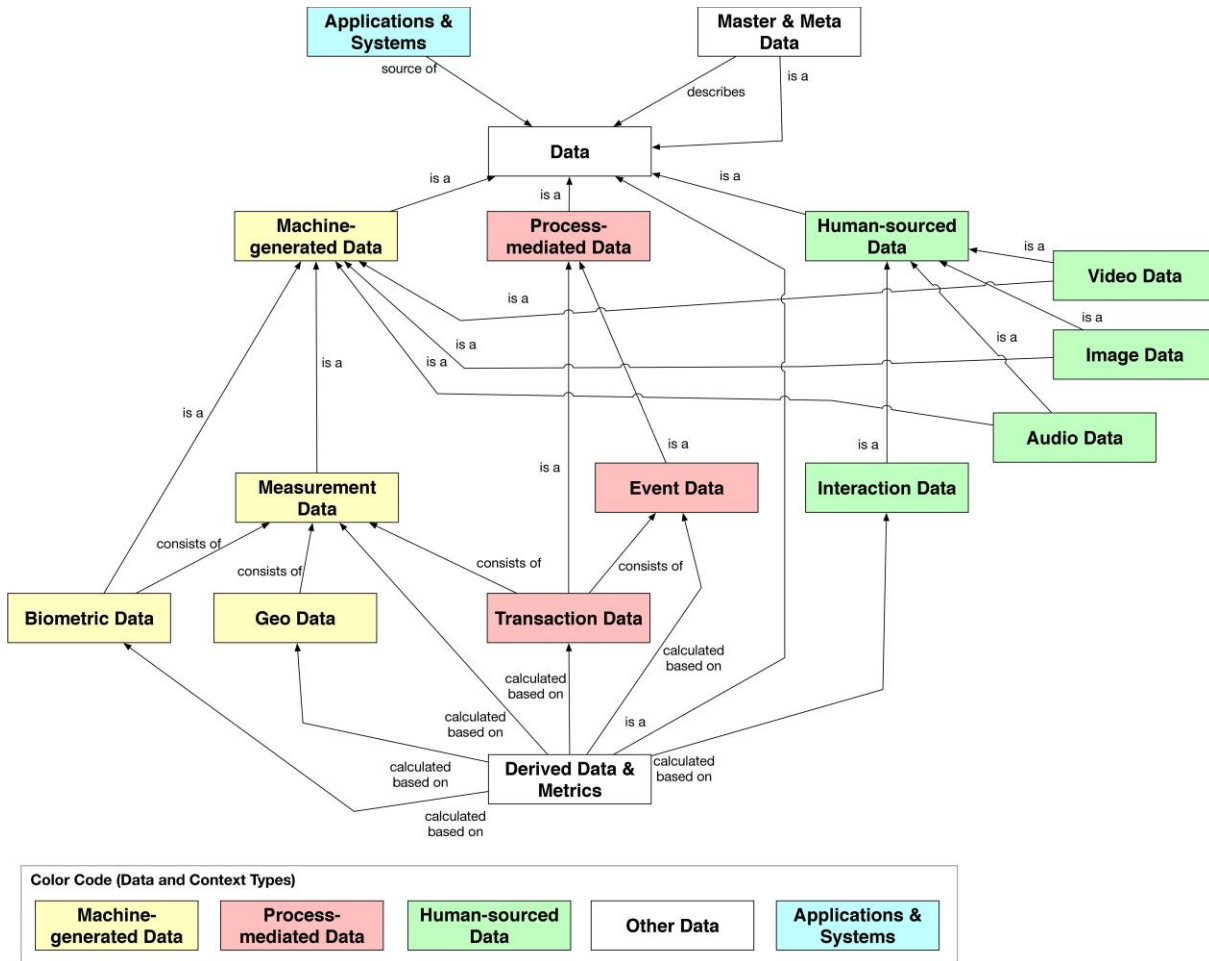 Applications &
Systems
Master & Meta
Data
source of
is a
describes
Data
is a
is a
is a
Machine-
generated Data
Process-
mediated Data
Human-sourced
Data
is a
Video Data
is a
is a
Image Data
is a
is a
is a
is a
is a
Audio Data
is a
is a
is a
Measurement
Data
Event Data
Interaction Data
consists of
consists of
consists of
consists of
Biometric Data
Geo Data
Transaction Data
calculated
based on
calculated
based on
calculated
based on
is a
calculated
based on
calculated
based on
calculated
based on
Derived Data &
Metrics
Color Code (Data and Context Types)
Machine-
generated Data
Process-
mediated Data
Human-sourced
Data
Other Data
Applications &
Systems